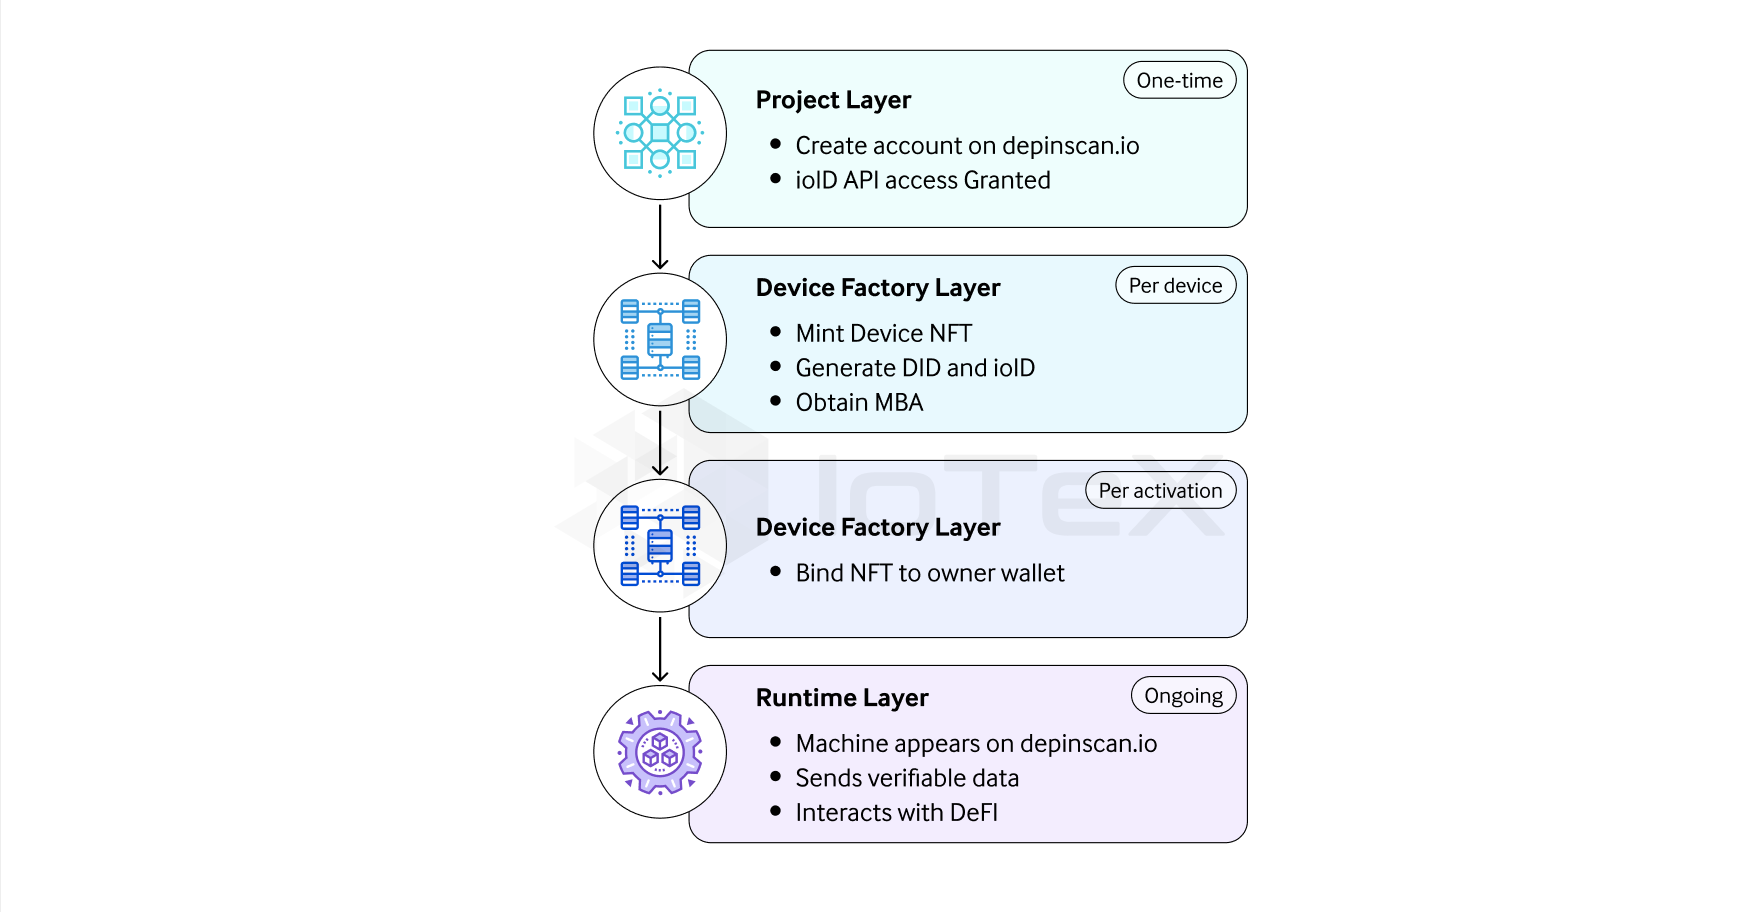 One-time
Project Layer
• Create account on depinscan.io
• ioID API access Granted
Per device
Device Factory Layer
• Mint Device NFT
• Generate DID and ioID
• Obtain MBA
IoTeX
Per activation
Device Factory Layer
• Bind NFT to owner wallet
Ongoing
Runtime Layer
• Machine appears on depinscan.io
• Sends verifiable data
• Interacts with DeFI